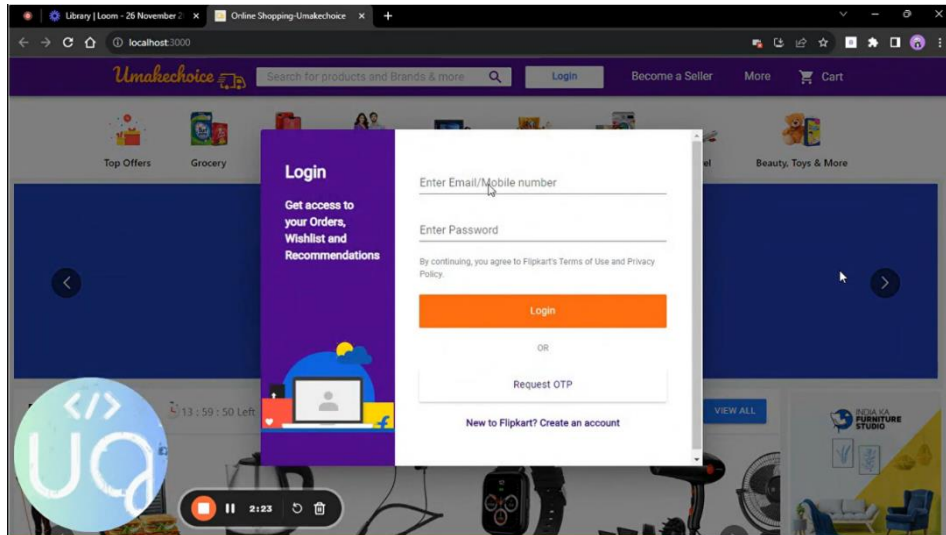 Library | Loom - 26 November 2
Online Shopping-Umakechoice
localhost:3000
Umakechoice
Search for products and Brands & more
Login
Become a Seller
More
Cart
Top Offers
Grocery
Beauty, Toys & More
Login
Get access to
your Orders,
Wishlist and
Recommendations
Enter Email/Mobile number
Enter Password
By continuing, you agree to Flipkart's Terms of Use and Privacy
Policy.
Login
OR
Request OTP
New to Flipkart? Create an account
13 : 59 : 50 Left
VIEW ALL
INDIA KA
FURNITURE
STUDIO
</>
UQ
2:23